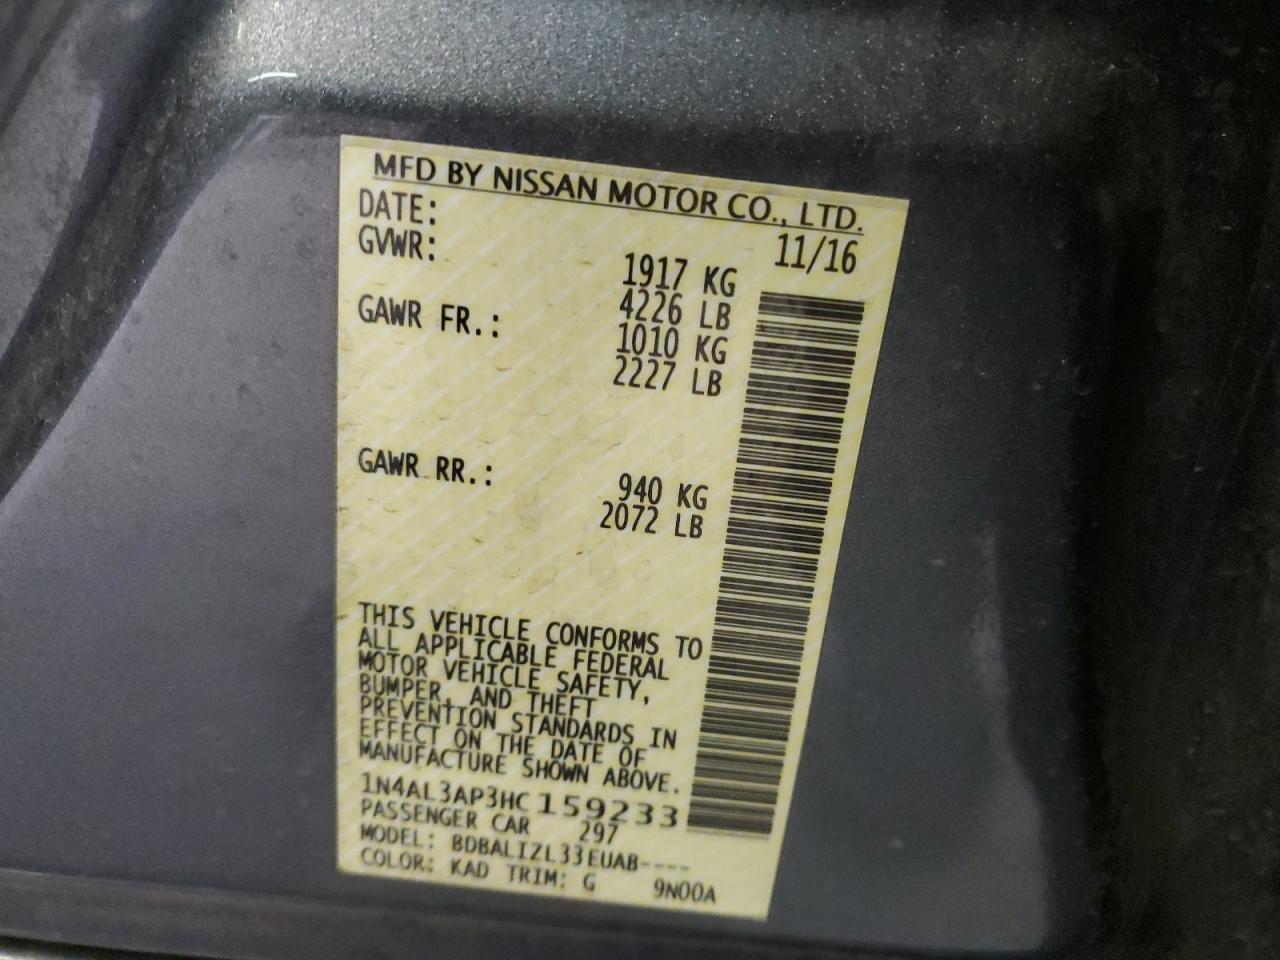 MFD BY NISSAN MOTOR CO., LTD.
DATE: 11/16
GVWR: 1917 KG
4226 LB
GAWR FR.: 1010 KG
2227 LB
GAWR RR.: 940 KG
2072 LB
THIS VEHICLE CONFORMS TO
ALL APPLICABLE FEDERAL
MOTOR VEHICLE SAFETY,
BUMPER, AND THEFT
PREVENTION STANDARDS IN
EFFECT ON THE DATE OF
MANUFACTURE SHOWN ABOVE.
1N4AL3AP3HC159233
PASSENGER CAR 297
MODEL: BDBALIZL33EUAB----
COLOR: KAD TRIM: G 9N00A